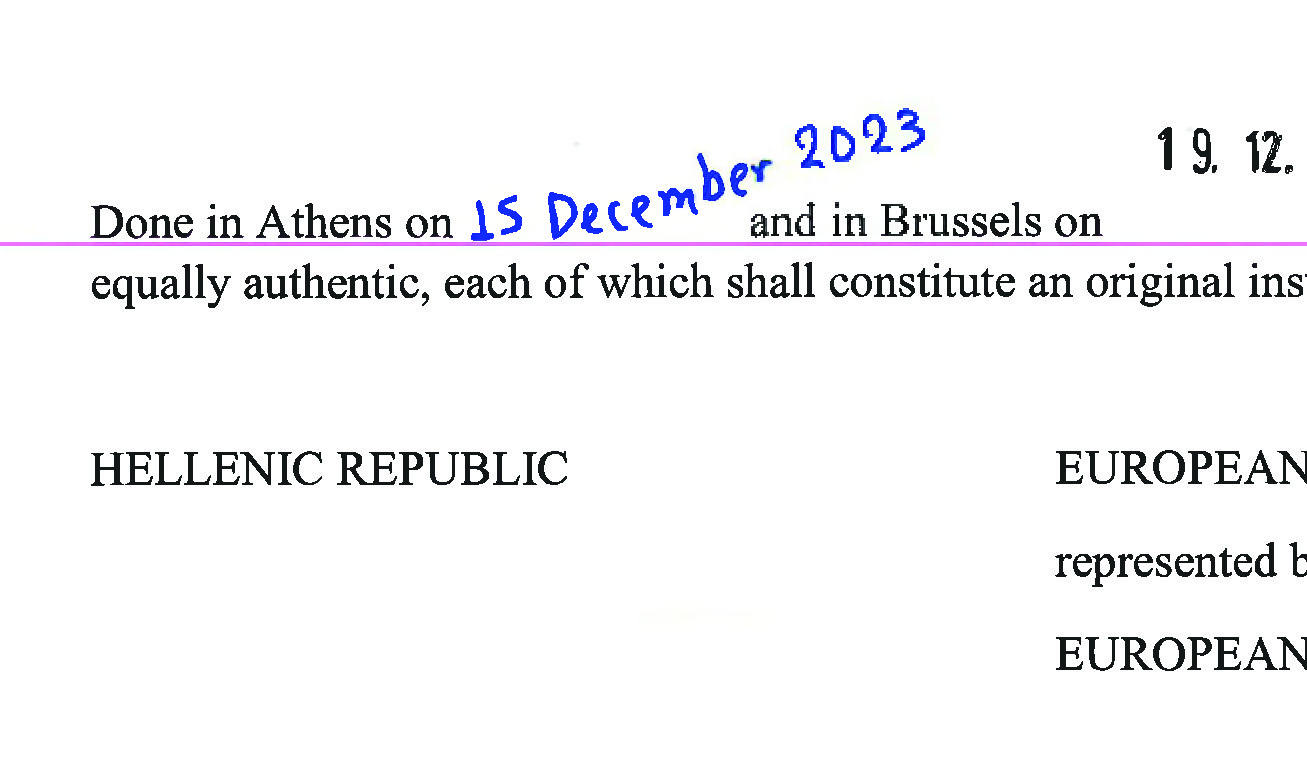 Done in Athens on 15 December 2023 and in Brussels on 19. 12.
equally authentic, each of which shall constitute an original
HELLENIC REPUBLIC
EUROPEAN
represented
EUROPEAN